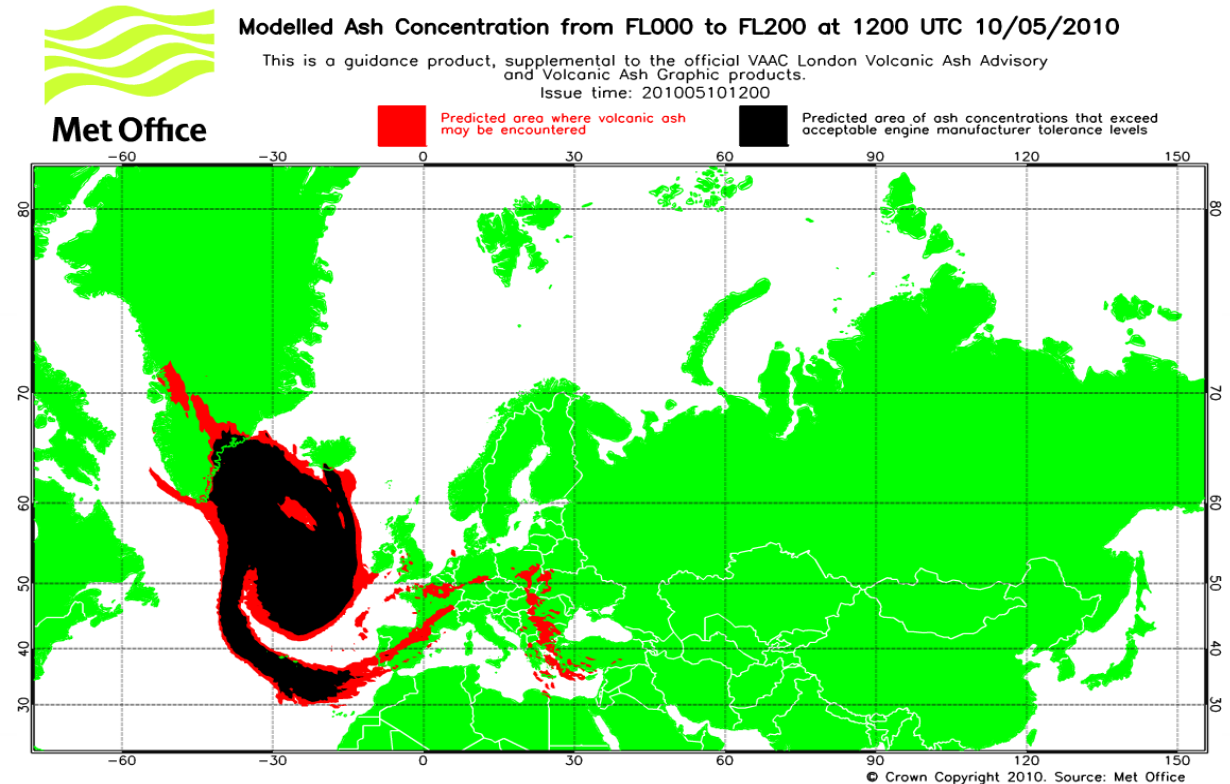 Modelled Ash Concentration from FL000 to FL200 at 1200 UTC 10/05/2010
This is a guidance product, supplemental to the official VAAC London Volcanic Ash Advisory
and Volcanic Ash Graphic products.
Issue time: 201005101200
Met Office
Predicted area where volcanic ash
may be encountered
Predicted area of ash concentrations that exceed
acceptable engine manufacturer tolerance levels
-60 -30 0 30 60 90 120 150
80 80
70 70
60 60
50 50
40 40
30 30
-60 -30 0 30 60 90 120 150
© Crown Copyright 2010. Source: Met Office